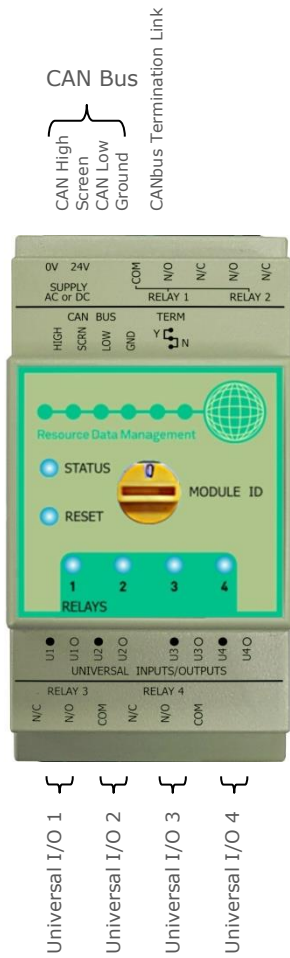 CAN Bus
CAN High
Screen
CAN Low
Ground
CANbus Termination Link
0V 24V COM N/O N/C N/O N/C
SUPPLY
AC or DC
RELAY 1 RELAY 2
CAN BUS TERM
HIGH SCRN LOW GND Y N
Resource Data Management
STATUS
0
MODULE ID
RESET
1 2 3 4
RELAYS
U1 U1 U2 U2 U3 U3 U4 U4
UNIVERSAL INPUTS/OUTPUTS
RELAY 3 RELAY 4
N/C N/O COM N/C N/O COM
Universal I/O 1
Universal I/O 2
Universal I/O 3
Universal I/O 4